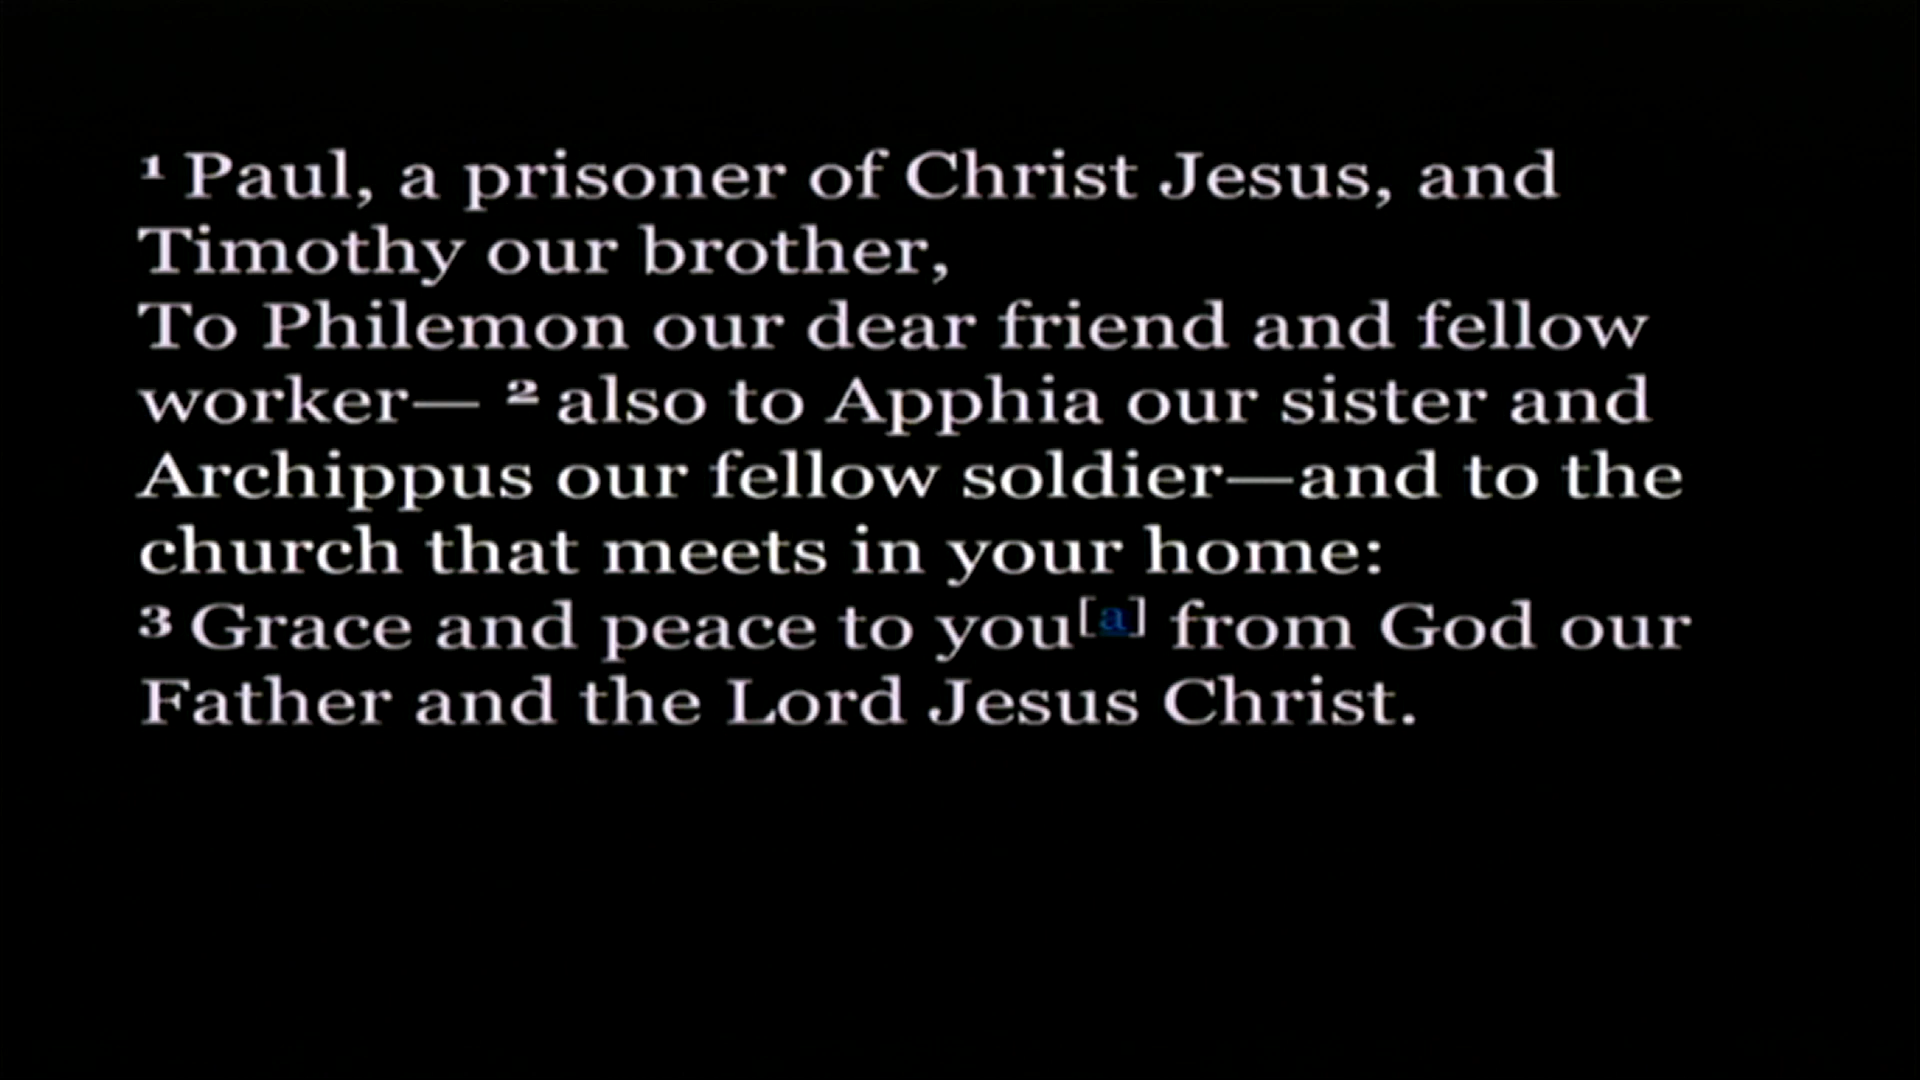 ¹ Paul, a prisoner of Christ Jesus, and
Timothy our brother,
To Philemon our dear friend and fellow
worker— ² also to Apphia our sister and
Archippus our fellow soldier—and to the
church that meets in your home:
³ Grace and peace to you[a] from God our
Father and the Lord Jesus Christ.